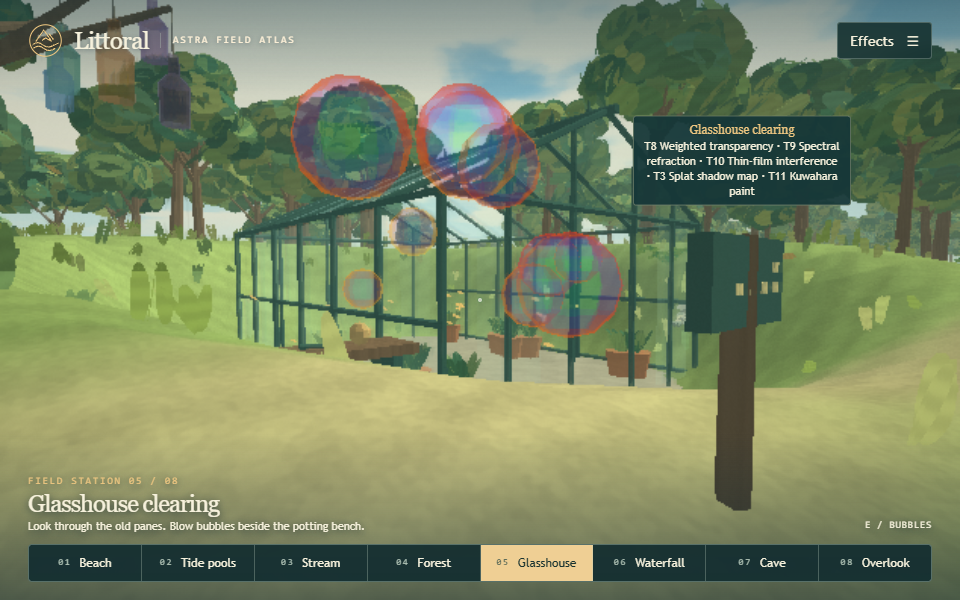 Littoral
ASTRA FIELD ATLAS
Effects ☰
Glasshouse clearing
T8 Weighted transparency · T9 Spectral
refraction · T10 Thin-film interference
· T3 Splat shadow map · T11 Kuwahara
paint
FIELD STATION 05 / 08
Glasshouse clearing
Look through the old panes. Blow bubbles beside the potting bench.
E / BUBBLES
01 Beach
02 Tide pools
03 Stream
04 Forest
05 Glasshouse
06 Waterfall
07 Cave
08 Overlook